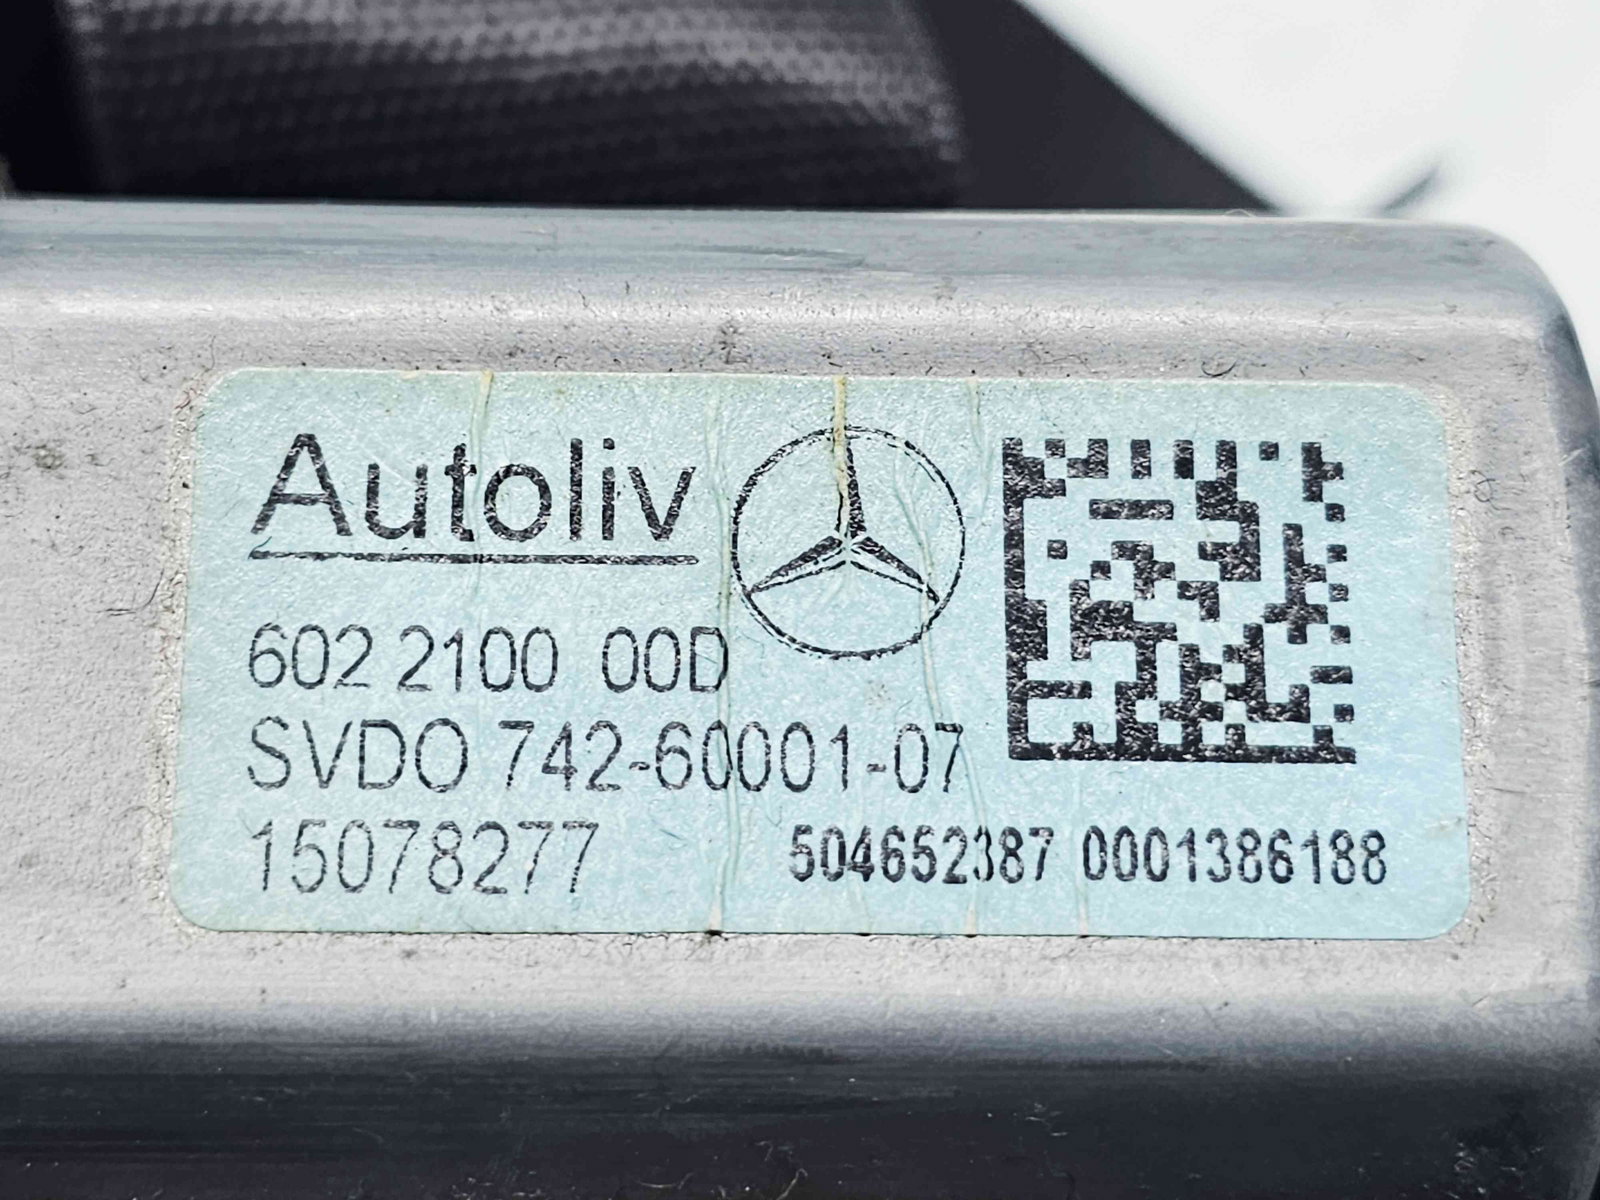 Autoliv
602 2100 00D
SVDO 742-60001-07
15078277 504652387 0001386188